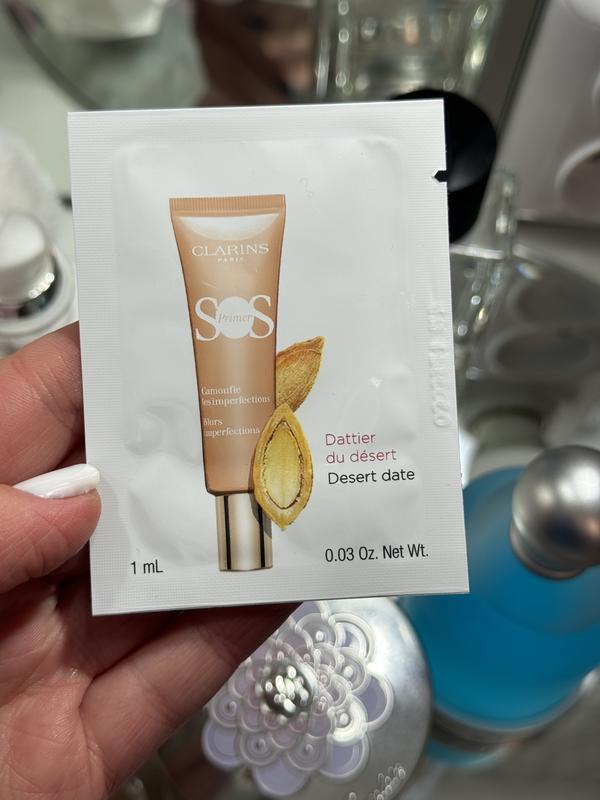 CLARINS
PARIS
SOS
Primer
Camoufle
les imperfections
Blurs
imperfections
Dattier
du désert
Desert date
1 mL
0.03 Oz. Net Wt.